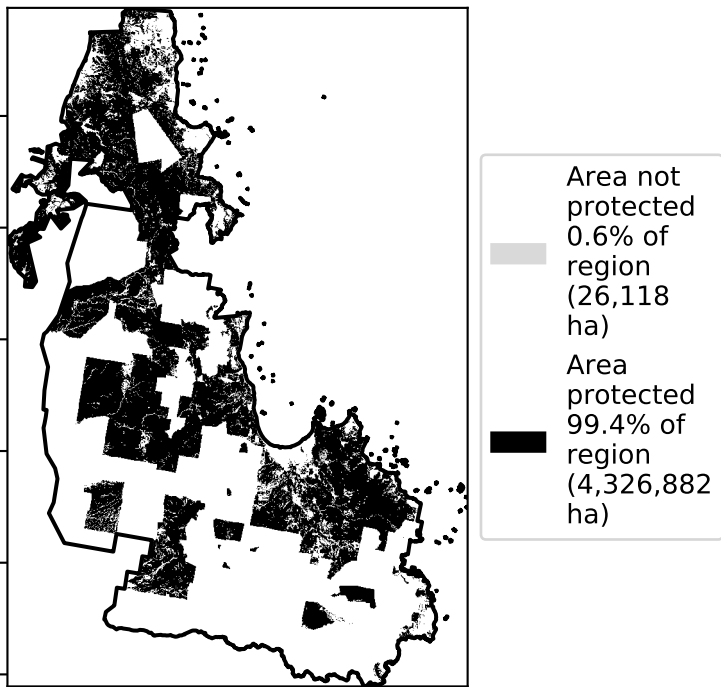 Area not
protected
0.6% of
region
(26,118
ha)
Area
protected
99.4% of
region
(4,326,882
ha)